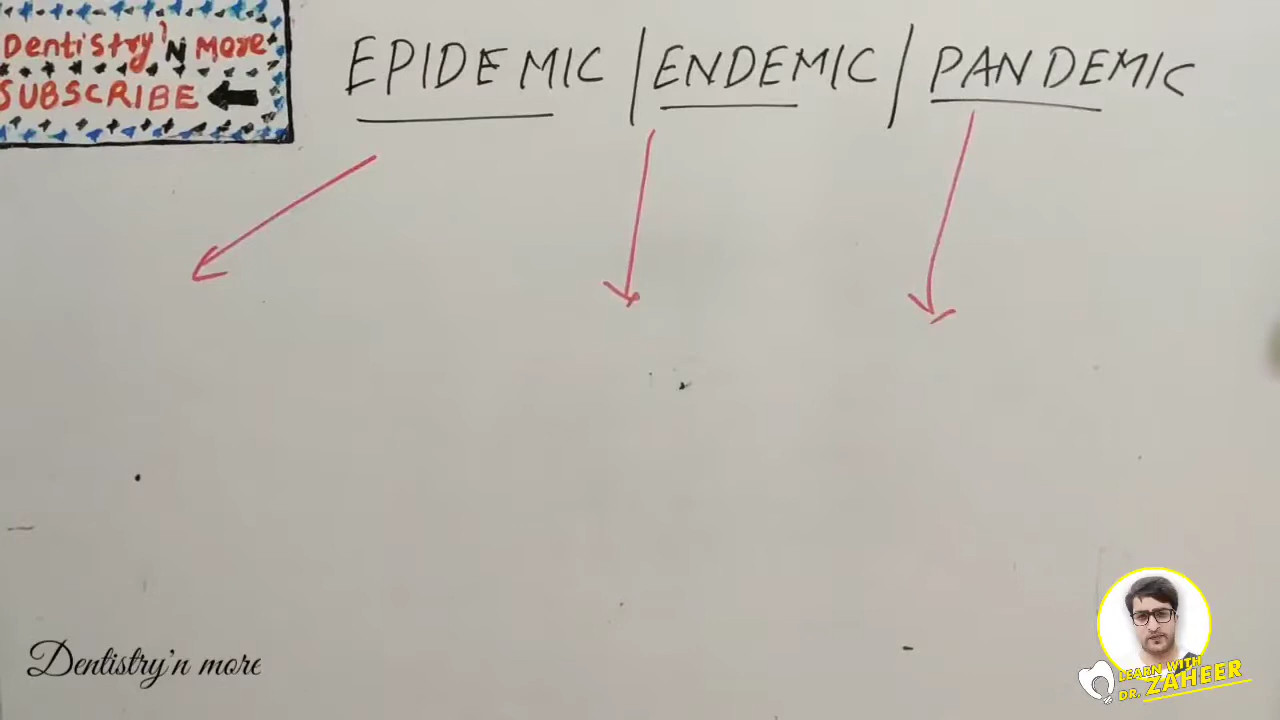 Dentistry'N More
SUBSCRIBE
EPIDEMIC / ENDEMIC / PANDEMIC
Dentistry'n more
LEARN WITH
DR. ZAHEER